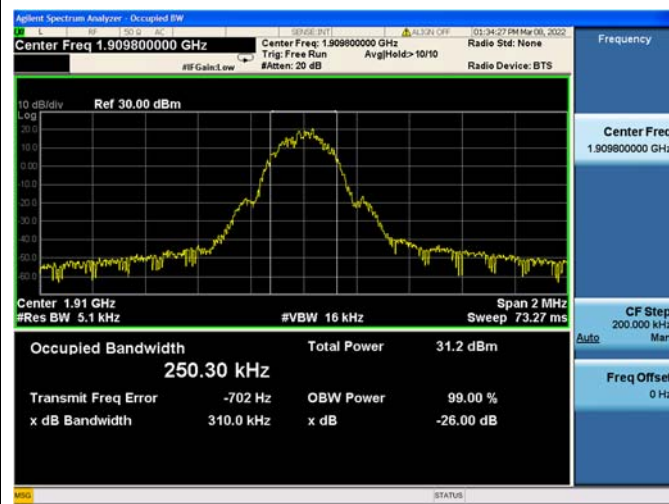 Agilent Spectrum Analyzer - Occupied BW
L RF 50 Ω AC SENSE:INT ALIGN OFF 01:34:27 PM Mar 08, 2022
Center Freq 1.909800000 GHz
Center Freq: 1.909800000 GHz
Radio Std: None
Trig: Free Run Avg|Hold:> 10/10
#IFGain:Low
#Atten: 20 dB
Radio Device: BTS
Frequency
10 dB/div Ref 30.00 dBm
Log
20.0
10.0
0.00
-10.0
-20.0
-30.0
-40.0
-50.0
-60.0
Center 1.91 GHz
Span 2 MHz
#Res BW 5.1 kHz
#VBW 16 kHz
Sweep 73.27 ms
Occupied Bandwidth
Total Power 31.2 dBm
250.30 kHz
Transmit Freq Error -702 Hz
OBW Power 99.00 %
x dB Bandwidth 310.0 kHz
x dB -26.00 dB
Center Freq
1.909800000 GHz
CF Step
200.000 kHz
Auto Man
Freq Offset
0 Hz
MSG
STATUS